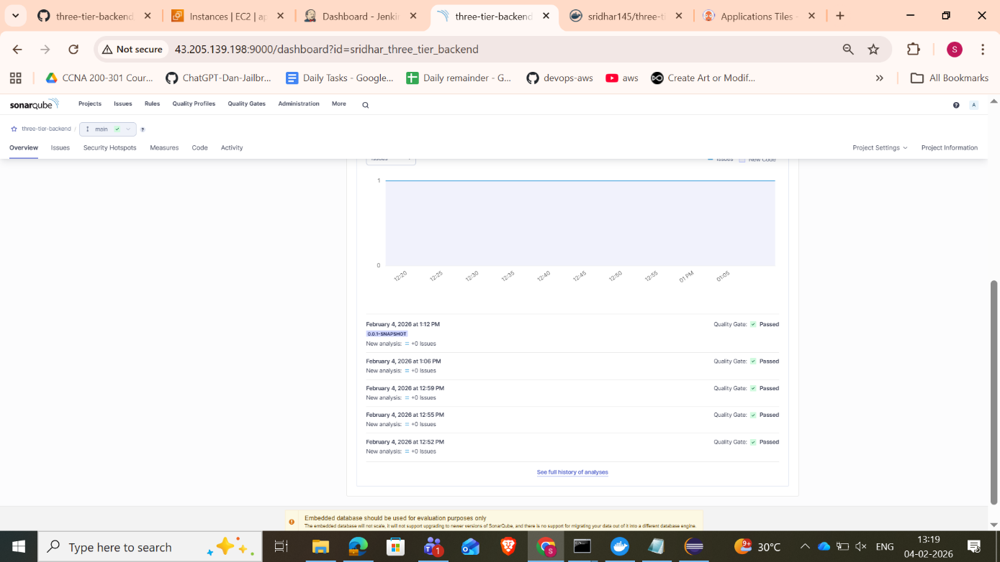 three-tier-backend
Instances | EC2 | ap
Dashboard - Jenkin
three-tier-backend
sridhar145/three-ti
Applications Tiles -
Not secure
43.205.139.198:9000/dashboard?id=sridhar_three_tier_backend
S
CCNA 200-301 Cour...
ChatGPT-Dan-Jailbr...
Daily Tasks - Google...
Daily remainder - G...
devops-aws
aws
Create Art or Modif...
All Bookmarks
sonarqube
Projects
Issues
Rules
Quality Profiles
Quality Gates
Administration
More
A
three-tier-backend /
main
Overview
Issues
Security Hotspots
Measures
Code
Activity
Project Settings
Project Information
Issues
Issues
New Code
1
0
12:20
12:25
12:30
12:35
12:40
12:45
12:50
12:55
01 PM
01:05
February 4, 2026 at 1:12 PM
Quality Gate: Passed
0.0.1-SNAPSHOT
New analysis: = +0 Issues
February 4, 2026 at 1:06 PM
Quality Gate: Passed
New analysis: = +0 Issues
February 4, 2026 at 12:59 PM
Quality Gate: Passed
New analysis: = +0 Issues
February 4, 2026 at 12:55 PM
Quality Gate: Passed
New analysis: = +0 Issues
February 4, 2026 at 12:52 PM
Quality Gate: Passed
New analysis: = +0 Issues
See full history of analyses
Embedded database should be used for evaluation purposes only
The embedded database will not scale, it will not support upgrading to newer versions of SonarQube, and there is no support for migrating your data out of it into a different database engine.
Type here to search
1
S
9+
30°C
ENG
13:19
04-02-2026